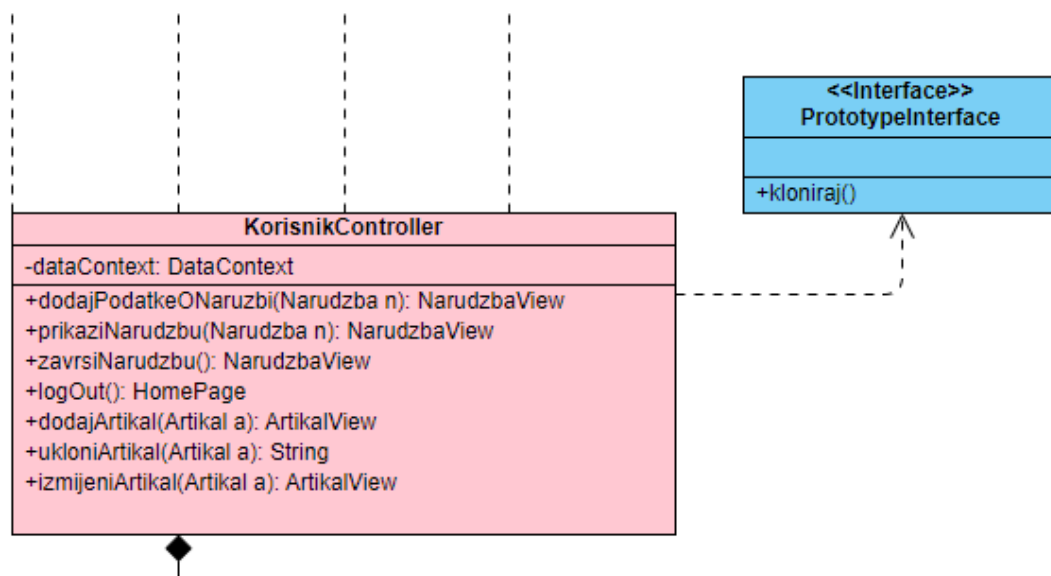 <<Interface>>
PrototypeInterface
+kloniraj()
KorisnikController
-dataContext: DataContext
+dodajPodatkeONaruzbi(Narudzba n): NarudzbaView
+prikaziNarudzbu(Narudzba n): NarudzbaView
+zavrsiNarudzbu(): NarudzbaView
+logOut(): HomePage
+dodajArtikal(Artikal a): ArtikalView
+ukloniArtikal(Artikal a): String
+izmijeniArtikal(Artikal a): ArtikalView